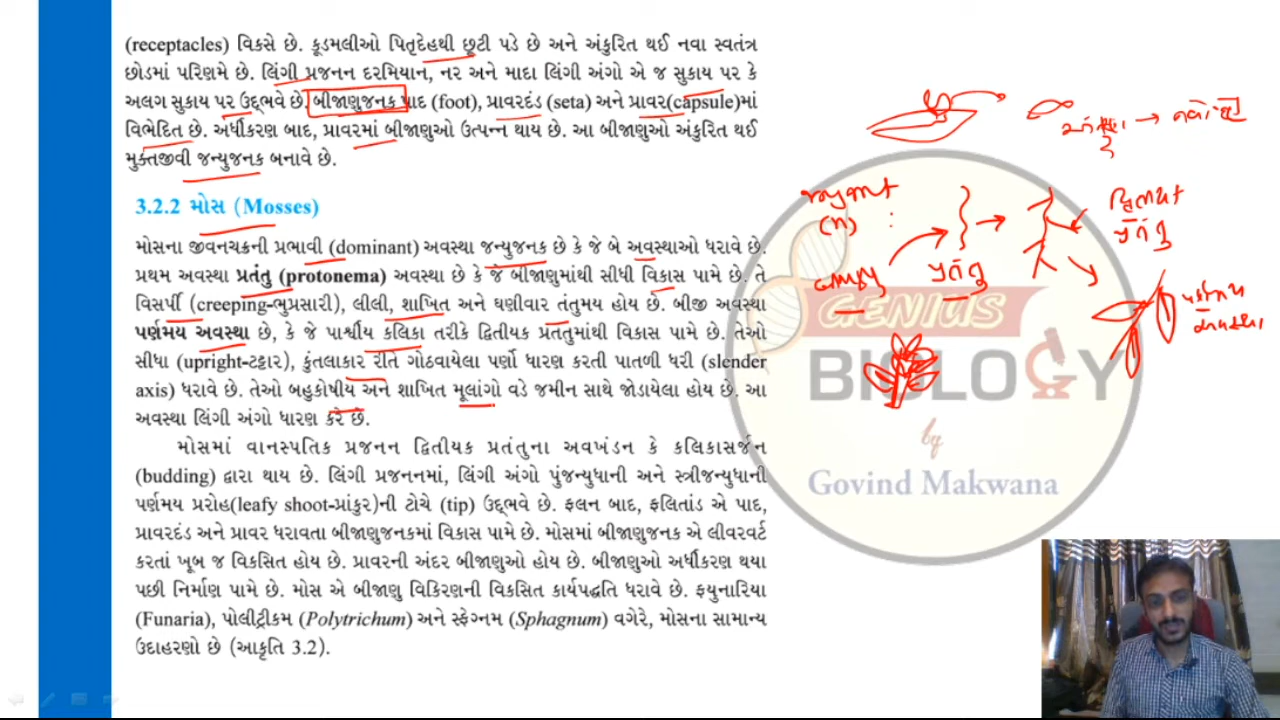 (receptacles) વિકસે છે. કૂડમલીઓ પિતૃદેહથી છૂટી પડે છે અને અંકુરિત થઈ નવા સ્વતંત્ર
છોડમાં પરિણમે છે. લિંગી પ્રજનન દરમિયાન, નર અને માદા લિંગી અંગો એ જ સુકાય પર કે
અલગ સુકાય પર ઉદ્ભવે છે. બીજાણુજનક પાદ (foot), પ્રાવરદંડ (seta) અને પ્રાવર(capsule)માં
વિભેદિત છે. અર્ધીકરણ બાદ, પ્રાવરમાં બીજાણુઓ ઉત્પન્ન થાય છે. આ બીજાણુઓ અંકુરિત થઈ
મુક્તજીવી જન્યુજનક બનાવે છે.
3.2.2 મોસ (Mosses)
મોસના જીવનચક્રની પ્રભાવી (dominant) અવસ્થા જન્યુજનક છે કે જે બે અવસ્થાઓ ધરાવે છે.
પ્રથમ અવસ્થા પ્રતંતુ (protonema) અવસ્થા છે કે જે બીજાણુમાંથી સીધી વિકાસ પામે છે. તે
વિસર્પી (creeping-ભુપ્રસારી), લીલી, શાખિત અને ઘણીવાર તંતુમય હોય છે. બીજી અવસ્થા
પર્ણમય અવસ્થા છે, કે જે પાર્શ્વીય કલિકા તરીકે દ્વિતીયક પ્રતંતુમાંથી વિકાસ પામે છે. તેઓ
સીધા (upright-ટટ્ટાર), કુંતલાકાર રીતે ગોઠવાયેલા પર્ણો ધારણ કરતી પાતળી ધરી (slender
axis) ધરાવે છે. તેઓ બહુકોષીય અને શાખિત મૂલાંગો વડે જમીન સાથે જોડાયેલા હોય છે. આ
અવસ્થા લિંગી અંગો ધારણ કરે છે.
મોસમાં વાનસ્પતિક પ્રજનન દ્વિતીયક પ્રતંતુના અવખંડન કે કલિકાસર્જન
(budding) દ્વારા થાય છે. લિંગી પ્રજનનમાં, લિંગી અંગો પુંજન્યુધાની અને સ્ત્રીજન્યુધાની
પર્ણમય પ્રરોહ(leafy shoot-પ્રાંકુર)ની ટોચે (tip) ઉદ્ભવે છે. ફલન બાદ, ફલિતાંડ એ પાદ,
પ્રાવરદંડ અને પ્રાવર ધરાવતા બીજાણુજનકમાં વિકાસ પામે છે. મોસમાં બીજાણુજનક એ લીવરવર્ટ
કરતાં ખૂબ જ વિકસિત હોય છે. પ્રાવરની અંદર બીજાણુઓ હોય છે. બીજાણુઓ અર્ધીકરણ થયા
પછી નિર્માણ પામે છે. મોસ એ બીજાણુ વિકિરણની વિકસિત કાર્યપદ્ધતિ ધરાવે છે. ફયુનારિયા
(Funaria), પોલીટ્રીકમ (Polytrichum) અને સ્ફેગ્નમ (Sphagnum) વગેરે, મોસના સામાન્ય
ઉદાહરણો છે (આકૃતિ 3.2).
(n) :
પ્રતંતુ
GENIUS
BIOLOGY
by
Govind Makwana